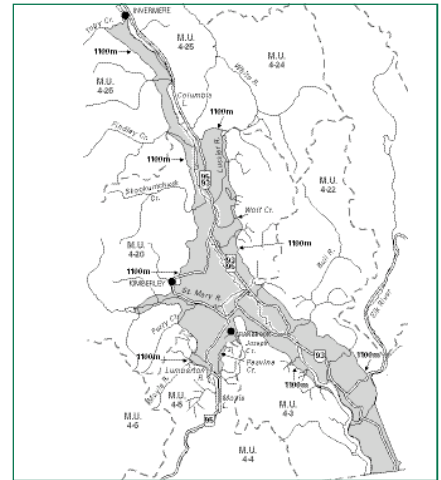 INVERMERE
Toby Cr.
M.U.
4-25
1100m
M.U.
4-24
White R.
M.U.
4-26
Columbia
L.
1100m
Findlay Cr.
Lussier R.
1100m
95
93
M.U.
4-22
Skookumchuck
Cr.
Wolf Cr.
M.U.
4-20
93
95
1100m
Bull R.
1100m
KIMBERLEY
St. Mary R.
Elk River
Perry Cr.
CRANBROOK
Joseph
Cr.
93
1100m
1100m
Peavine
Cr.
Lumberton
1100m
Moyie R.
Moyie
L.
M.U.
4-5
M.U.
4-3
M.U.
4-6
95
M.U.
4-4